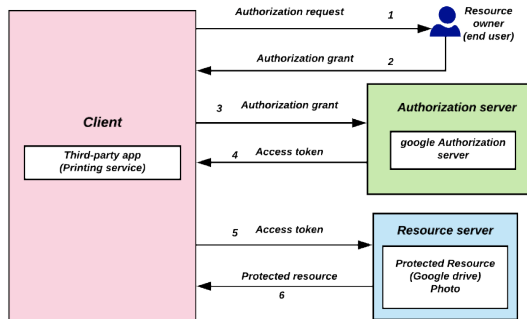 Authorization request 1
Resource
owner
(end user)
Authorization grant 2
3 Authorization grant
Client
Third-party app
(Printing service)
4 Access token
Authorization server
google Authorization
server
5 Access token
Protected resource
6
Resource server
Protected Resource
(Google drive)
Photo